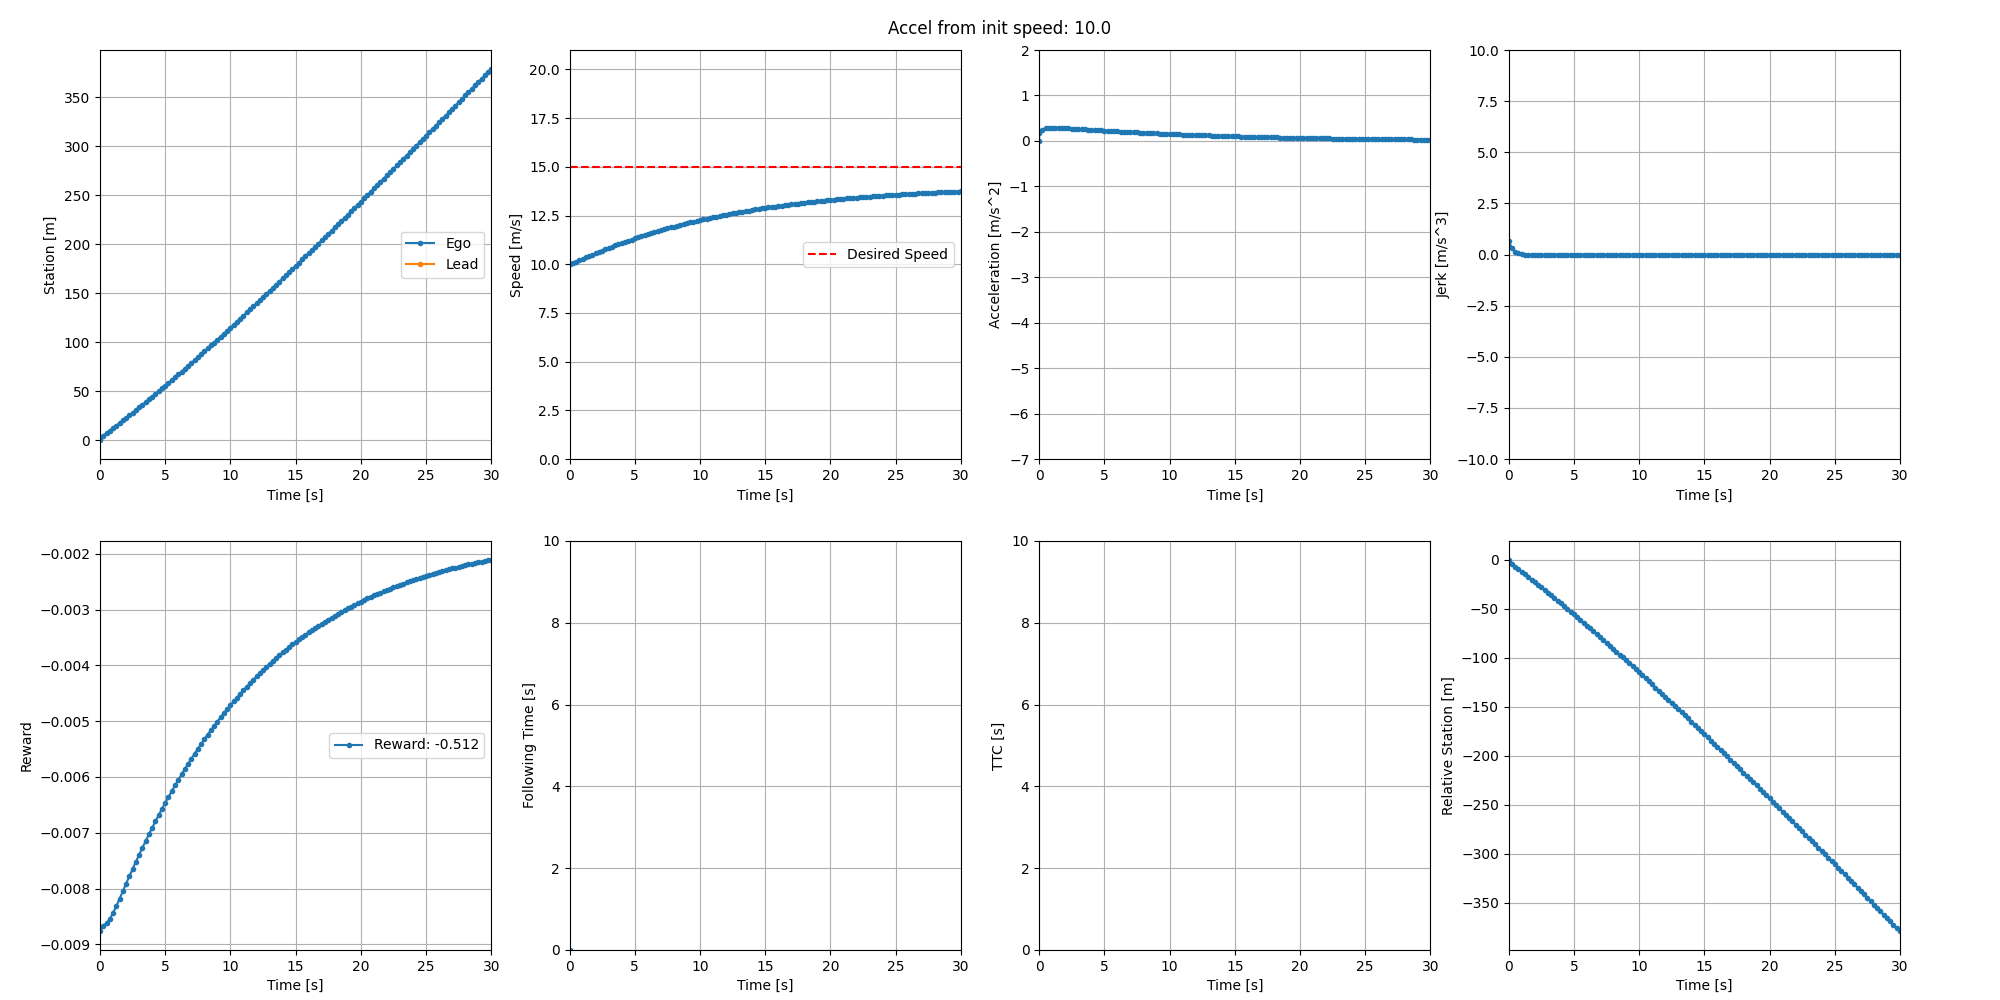 Accel from init speed: 10.0
Station [m]
350
300
250
200
150
100
50
0
Ego
Lead
0 5 10 15 20 25 30
Time [s]
Speed [m/s]
20.0
17.5
15.0
12.5
10.0
7.5
5.0
2.5
0.0
Desired Speed
0 5 10 15 20 25 30
Time [s]
Acceleration [m/s^2]
2
1
0
−1
−2
−3
−4
−5
−6
−7
0 5 10 15 20 25 30
Time [s]
Jerk [m/s^3]
10.0
7.5
5.0
2.5
0.0
−2.5
−5.0
−7.5
−10.0
0 5 10 15 20 25 30
Time [s]
Reward
−0.002
−0.003
−0.004
−0.005
−0.006
−0.007
−0.008
−0.009
Reward: -0.512
0 5 10 15 20 25 30
Time [s]
Following Time [s]
10
8
6
4
2
0
0 5 10 15 20 25 30
Time [s]
TTC [s]
10
8
6
4
2
0
0 5 10 15 20 25 30
Time [s]
Relative Station [m]
0
−50
−100
−150
−200
−250
−300
−350
0 5 10 15 20 25 30
Time [s]